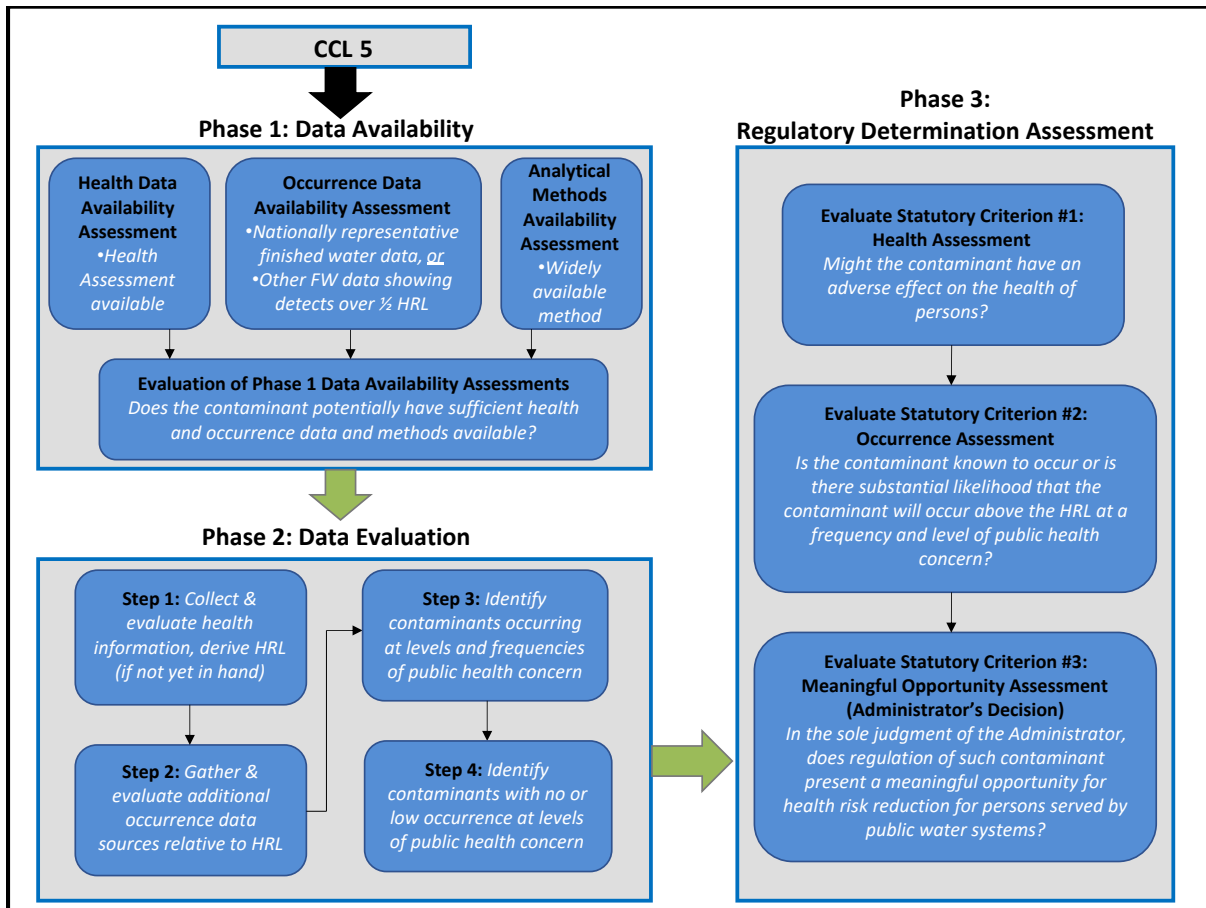 CCL 5
Phase 1: Data Availability
Health Data
Availability
Assessment
•Health
Assessment
available
Occurrence Data
Availability Assessment
•Nationally representative
finished water data, or
•Other FW data showing
detects over ½ HRL
Analytical
Methods
Availability
Assessment
•Widely
available
method
Evaluation of Phase 1 Data Availability Assessments
Does the contaminant potentially have sufficient health
and occurrence data and methods available?
Phase 2: Data Evaluation
Step 1: Collect &
evaluate health
information, derive HRL
(if not yet in hand)
Step 2: Gather &
evaluate additional
occurrence data
sources relative to HRL
Step 3: Identify
contaminants occurring
at levels and frequencies
of public health concern
Step 4: Identify
contaminants with no or
low occurrence at levels
of public health concern
Phase 3:
Regulatory Determination Assessment
Evaluate Statutory Criterion #1:
Health Assessment
Might the contaminant have an
adverse effect on the health of
persons?
Evaluate Statutory Criterion #2:
Occurrence Assessment
Is the contaminant known to occur or is
there substantial likelihood that the
contaminant will occur above the HRL at a
frequency and level of public health
concern?
Evaluate Statutory Criterion #3:
Meaningful Opportunity Assessment
(Administrator's Decision)
In the sole judgment of the Administrator,
does regulation of such contaminant
present a meaningful opportunity for
health risk reduction for persons served by
public water systems?